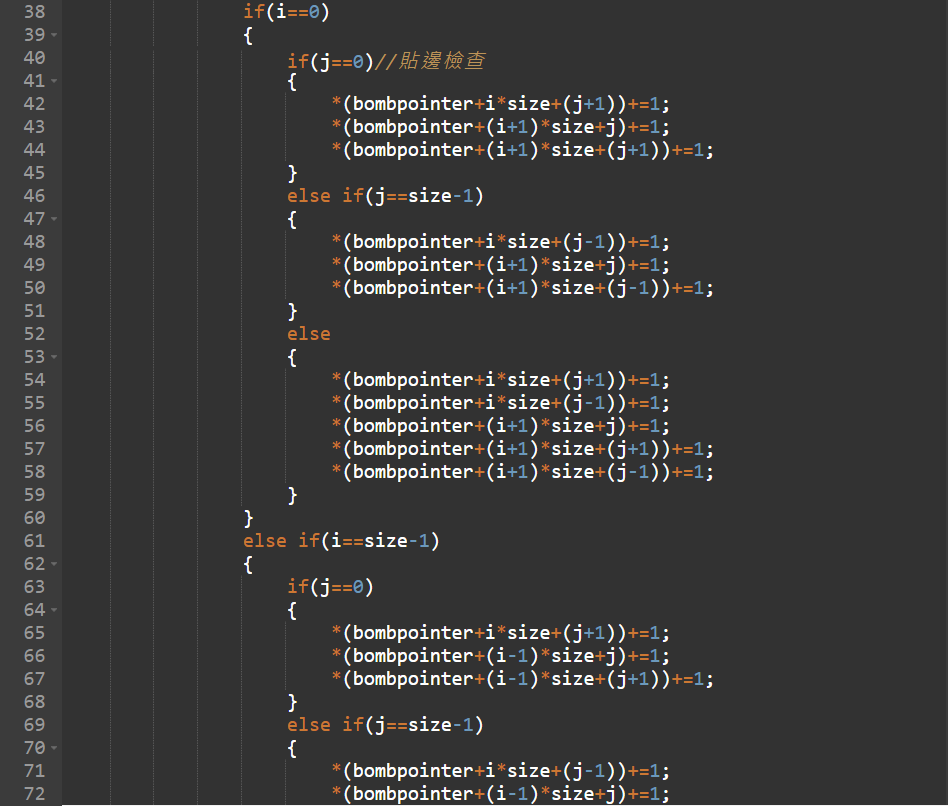 38 if(i==0)
39 {
40 if(j==0)//貼邊檢查
41 {
42 *(bombpointer+i*size+(j+1))+=1;
43 *(bombpointer+(i+1)*size+j)+=1;
44 *(bombpointer+(i+1)*size+(j+1))+=1;
45 }
46 else if(j==size-1)
47 {
48 *(bombpointer+i*size+(j-1))+=1;
49 *(bombpointer+(i+1)*size+j)+=1;
50 *(bombpointer+(i+1)*size+(j-1))+=1;
51 }
52 else
53 {
54 *(bombpointer+i*size+(j+1))+=1;
55 *(bombpointer+i*size+(j-1))+=1;
56 *(bombpointer+(i+1)*size+j)+=1;
57 *(bombpointer+(i+1)*size+(j+1))+=1;
58 *(bombpointer+(i+1)*size+(j-1))+=1;
59 }
60 }
61 else if(i==size-1)
62 {
63 if(j==0)
64 {
65 *(bombpointer+i*size+(j+1))+=1;
66 *(bombpointer+(i-1)*size+j)+=1;
67 *(bombpointer+(i-1)*size+(j+1))+=1;
68 }
69 else if(j==size-1)
70 {
71 *(bombpointer+i*size+(j-1))+=1;
72 *(bombpointer+(i-1)*size+j)+=1;